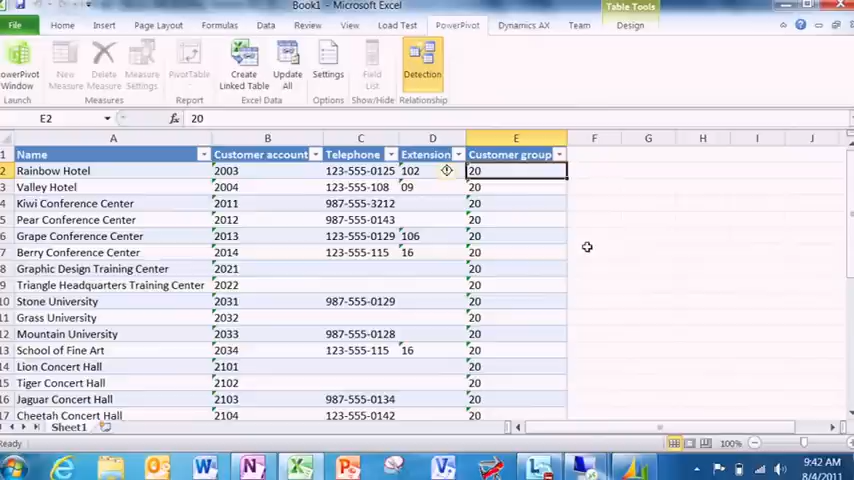 Book1 - Microsoft Excel
Table Tools
File Home Insert Page Layout Formulas Data Review View Load Test PowerPivot Dynamics AX Team Design
PowerPivot Window
New Measure
Delete Measure
Measure Settings
PivotTable
Create Linked Table
Update All
Settings
Field List
Detection
Launch Measures Report Excel Data Options Show/Hide Relationship
E2 fx 20
A B C D E F G H I J
1 Name Customer account Telephone Extension Customer group
2 Rainbow Hotel 2003 123-555-0125 102 20
3 Valley Hotel 2004 123-555-108 09 20
Kiwi Conference Center 2011 987-555-3212 20
5 Pear Conference Center 2012 987-555-0143 20
6 Grape Conference Center 2013 123-555-0129 106 20
7 Berry Conference Center 2014 123-555-115 16 20
8 Graphic Design Training Center 2021 20
9 Triangle Headquarters Training Center 2022 20
10 Stone University 2031 987-555-0129 20
11 Grass University 2032 20
12 Mountain University 2033 987-555-0128 20
13 School of Fine Art 2034 123-555-115 16 20
14 Lion Concert Hall 2101 20
15 Tiger Concert Hall 2102 20
16 Jaguar Concert Hall 2103 987-555-0134 20
17 Cheetah Concert Hall 2104 123-555-0142 20
Sheet1
Ready 100%
9:42 AM
8/4/2011